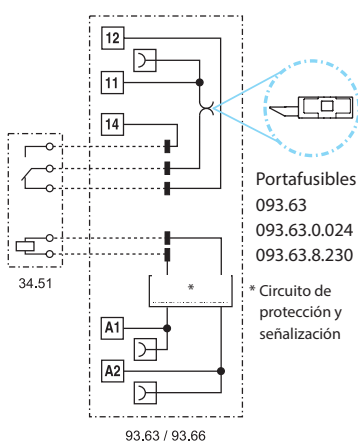 12
11
14
34.51
Portafusibles
093.63
093.63.0.024
093.63.8.230
*
* Circuito de
protección y
señalización
A1
A2
93.63 / 93.66